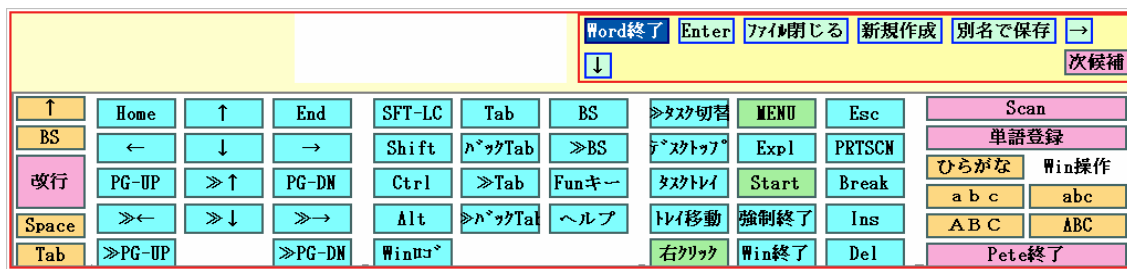 Word終了 Enter ﾌｧｲﾙ閉じる 新規作成 別名で保存 →
↓ 次候補
↑ Home ↑ End SFT-LC Tab BS ≫ﾀｽｸ切替 MENU Esc Scan
BS ← ↓ → Shift ﾊﾞｯｸTab ≫BS ﾃﾞｽｸﾄｯﾌﾟ Expl PRTSCN 単語登録
改行 PG-UP ≫↑ PG-DN Ctrl ≫Tab Funキー ﾀｽｸﾄﾚｲ Start Break ひらがな Win操作
Space ≫← ≫↓ ≫→ Alt ≫ﾊﾞｯｸTab ヘルプ ﾄﾚｲ移動 強制終了 Ins ａｂｃ abc
ＡＢＣ ABC
Tab ≫PG-UP ≫PG-DN Winﾛｺﾞ 右ｸﾘｯｸ Win終了 Del Pete終了